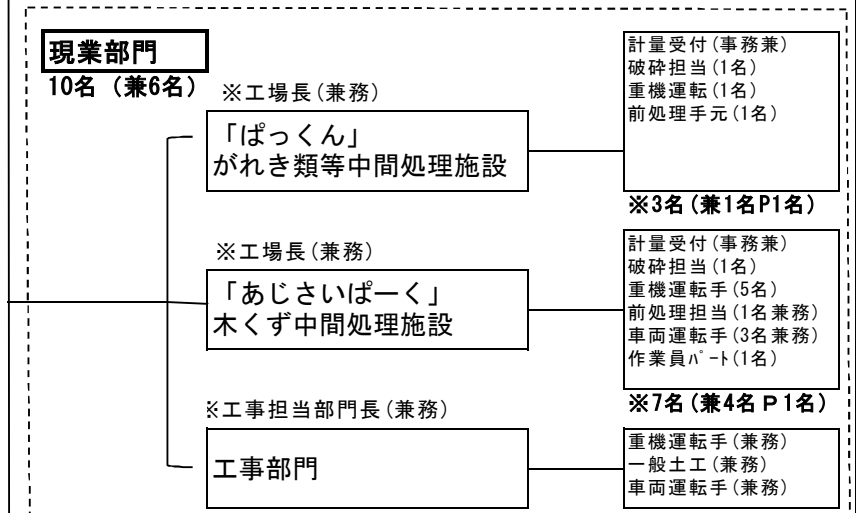 現業部門
10名（兼6名）
※工場長(兼務)
「ぱっくん」
がれき類等中間処理施設
計量受付(事務兼)
破砕担当(1名)
重機運転(1名)
前処理手元(1名)
※3名(兼1名P1名)
※工場長(兼務)
「あじさいぱーく」
木くず中間処理施設
計量受付(事務兼)
破砕担当(1名)
重機運転手(5名)
前処理担当(1名兼務)
車両運転手(3名兼務)
作業員ﾊﾟｰﾄ(1名)
※7名(兼4名Ｐ1名)
※工事担当部門長(兼務)
工事部門
重機運転手(兼務)
一般土工(兼務)
車両運転手(兼務)